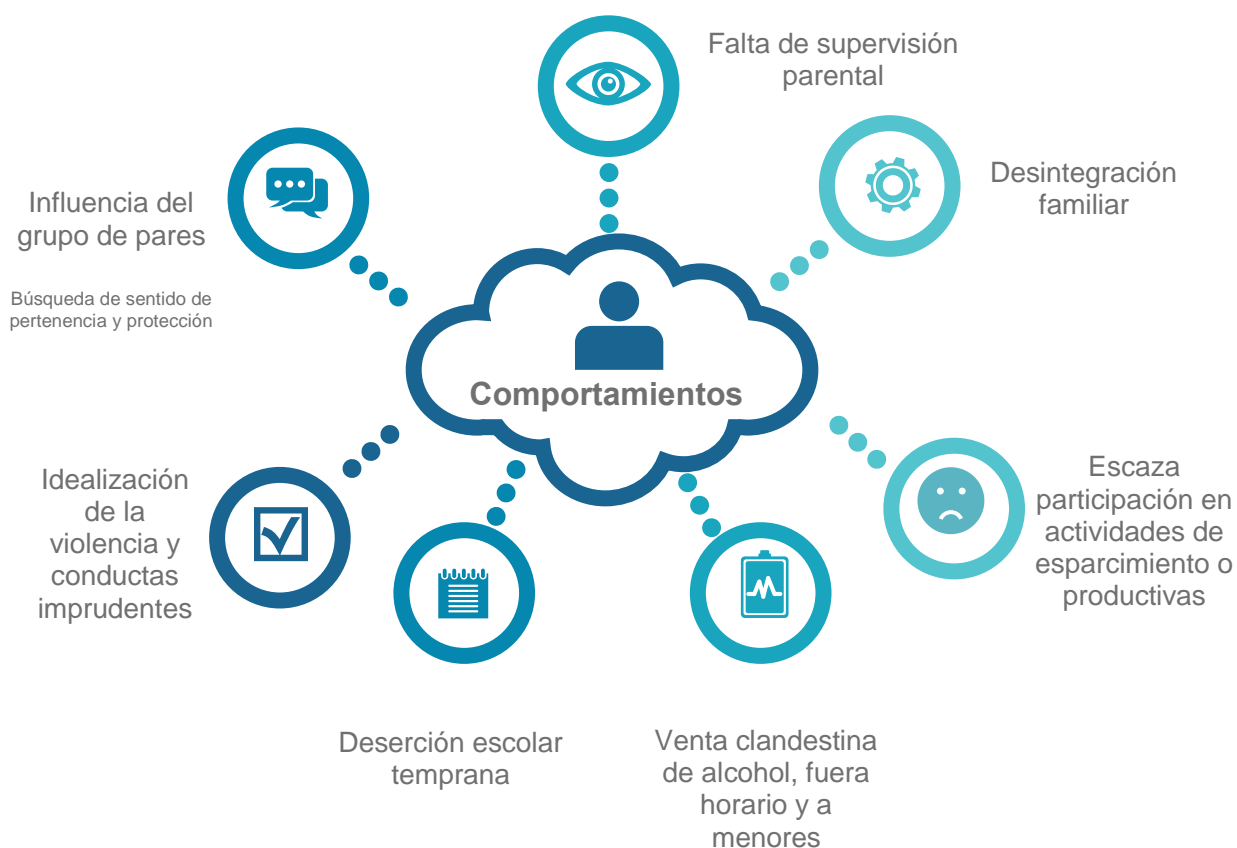 Falta de supervisión
parental
Desintegración
familiar
Influencia del
grupo de pares
Búsqueda de sentido de
pertenencia y protección
Comportamientos
Escaza
participación en
actividades de
esparcimiento o
productivas
Idealización
de la
violencia y
conductas
imprudentes
Deserción escolar
temprana
Venta clandestina
de alcohol, fuera
horario y a
menores